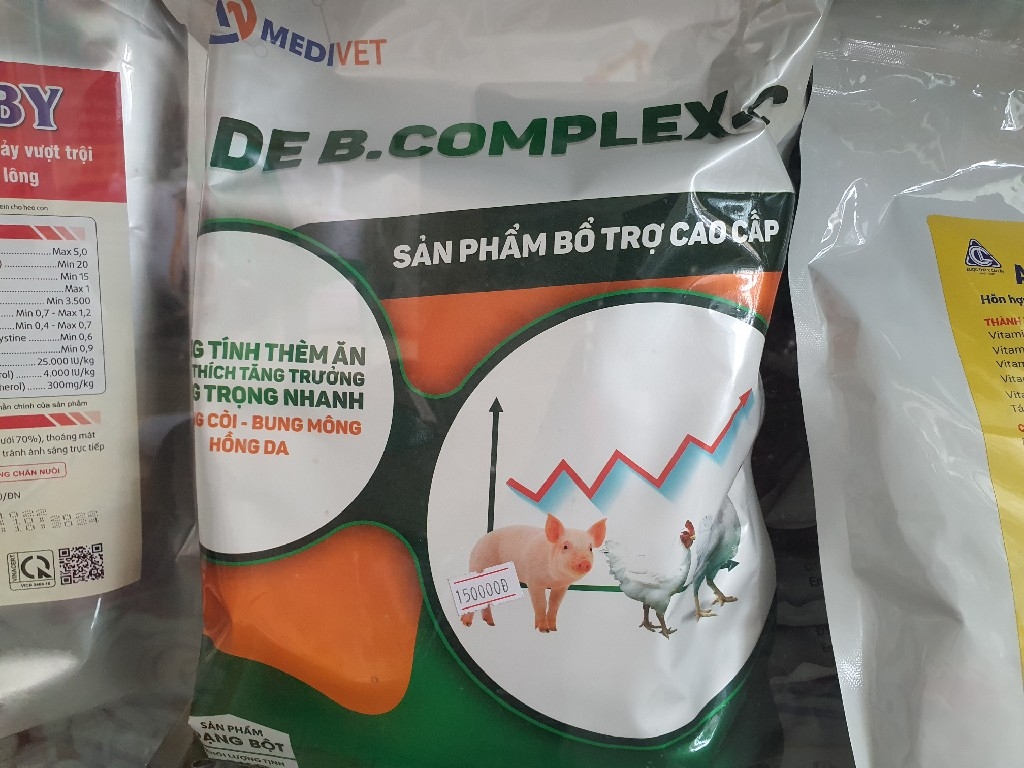 BY
ảy vượt trội
lông
Max 5,0
Min 20
Min 15
Max 1
Min 3.500
Min 0,7 - Max 1,2
Min 0,4 - Max 0,7
Min 0,6
Min 0,9
25.000 IU/kg
4.000 IU/kg
300mg/kg
phần chính của sản phẩm
ưới 70%), thoáng mát
tránh ánh sáng trực tiếp
NG CHĂN NUÔI
MEDIVET
DE B.COMPLEX-C
SẢN PHẨM BỔ TRỢ CAO CẤP
G TÍNH THÈM ĂN
THÍCH TĂNG TRƯỞNG
G TRỌNG NHANH
G CÒI - BUNG MÔNG
HỒNG DA
150000Đ
SẢN PHẨM
DẠNG BỘT
Hỗn hợ
THÀNH
Vitami
Vitam
Vitam
Vita
Vita
Tá